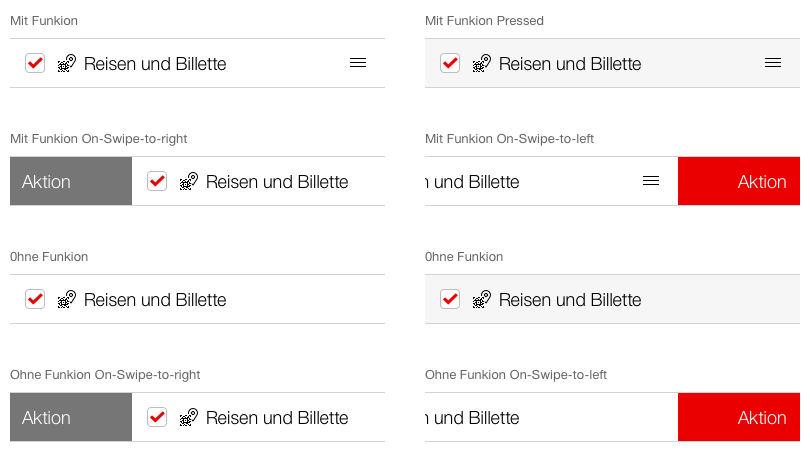 Mit Funkion
Mit Funkion Pressed
Reisen und Billette
Reisen und Billette
Mit Funkion On-Swipe-to-right
Mit Funkion On-Swipe-to-left
Aktion Reisen und Billette
n und Billette Aktion
0hne Funkion
0hne Funkion
Reisen und Billette
Reisen und Billette
Ohne Funkion On-Swipe-to-right
Ohne Funkion On-Swipe-to-left
Aktion Reisen und Billette
n und Billette Aktion